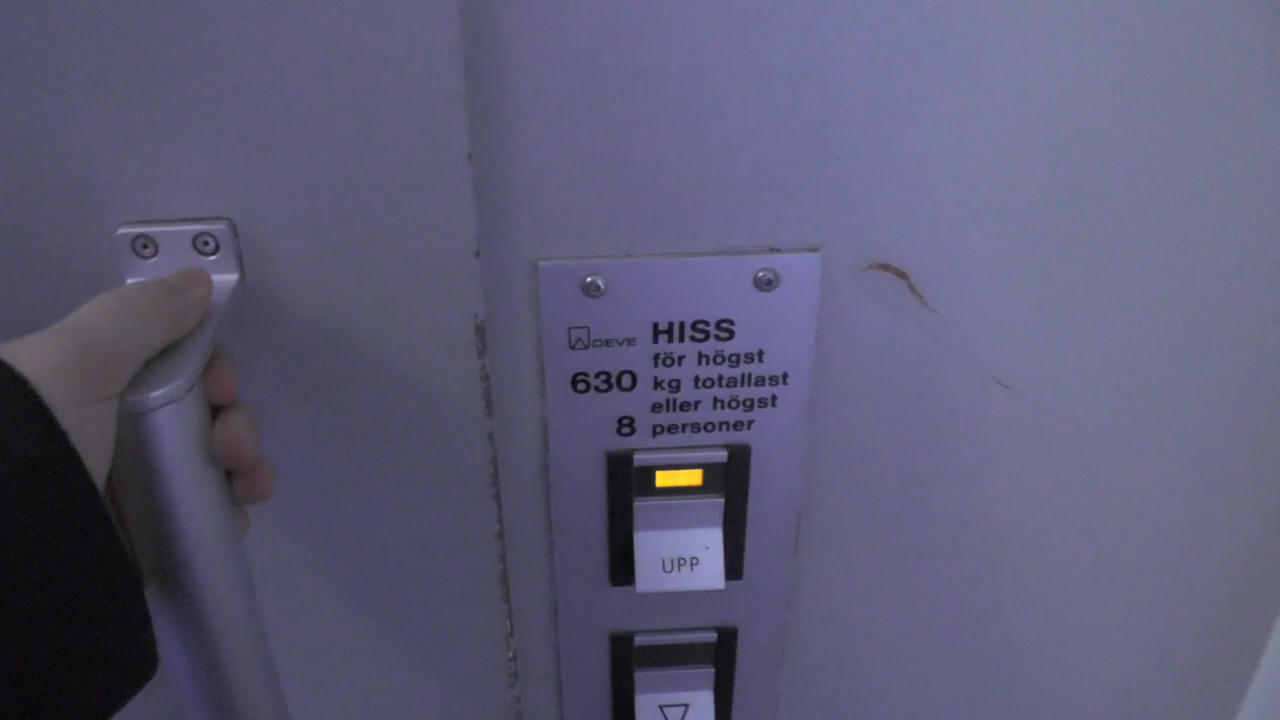 DEVE HISS
för högst
630 kg totallast
eller högst
8 personer
UPP